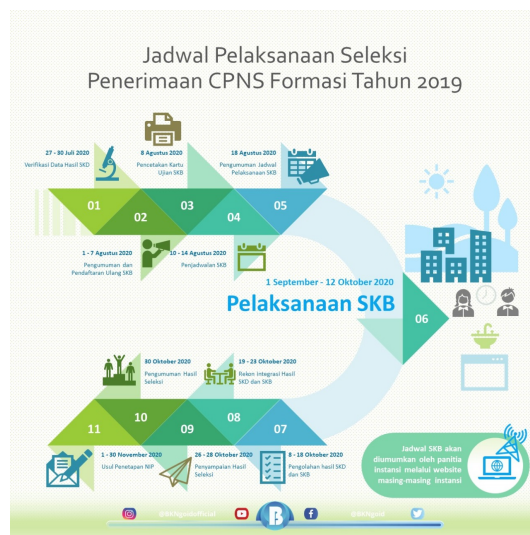 Jadwal Pelaksanaan Seleksi
Penerimaan CPNS Formasi Tahun 2019
27 - 30 Juli 2020
Verifikasi Data Hasil SKD
8 Agustus 2020
Pencetakan Kartu
Ujian SKB
18 Agustus 2020
Pengumuman Jadwal
Pelaksanaan SKB
01
02
03
04
05
1 - 7 Agustus 2020
Pengumuman dan
Pendaftaran Ulang SKB
10 - 14 Agustus 2020
Penjadwalan SKB
1 September - 12 Oktober 2020
Pelaksanaan SKB
06
30 Oktober 2020
Pengumuman Hasil
Seleksi
19 - 23 Oktober 2020
Rekon Integrasi Hasil
SKD dan SKB
11
10
09
08
07
1 - 30 November 2020
Usul Penetapan NIP
26 - 28 Oktober 2020
Penyampaian Hasil
Seleksi
8 - 18 Oktober 2020
Pengolahan hasil SKD
dan SKB
Jadwal SKB akan
diumumkan oleh panitia
instansi melalui website
masing-masing instansi
@BKNgoidofficial
@BKNgoid